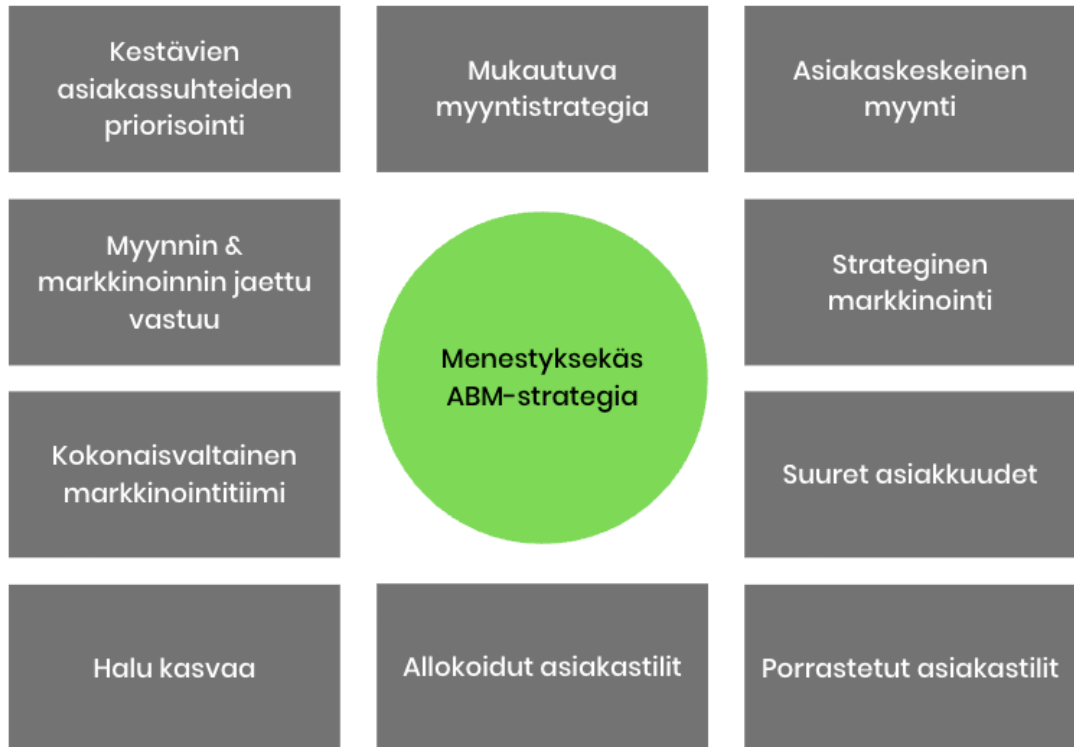 Kestävien
asiakassuhteiden
priorisointi
Mukautuva
myyntistrategia
Asiakaskeskeinen
myynti
Myynnin &
markkinoinnin jaettu
vastuu
Menestyksekäs
ABM-strategia
Strateginen
markkinointi
Kokonaisvaltainen
markkinointitiimi
Suuret asiakkuudet
Halu kasvaa
Allokoidut asiakastilit
Porrastetut asiakastilit